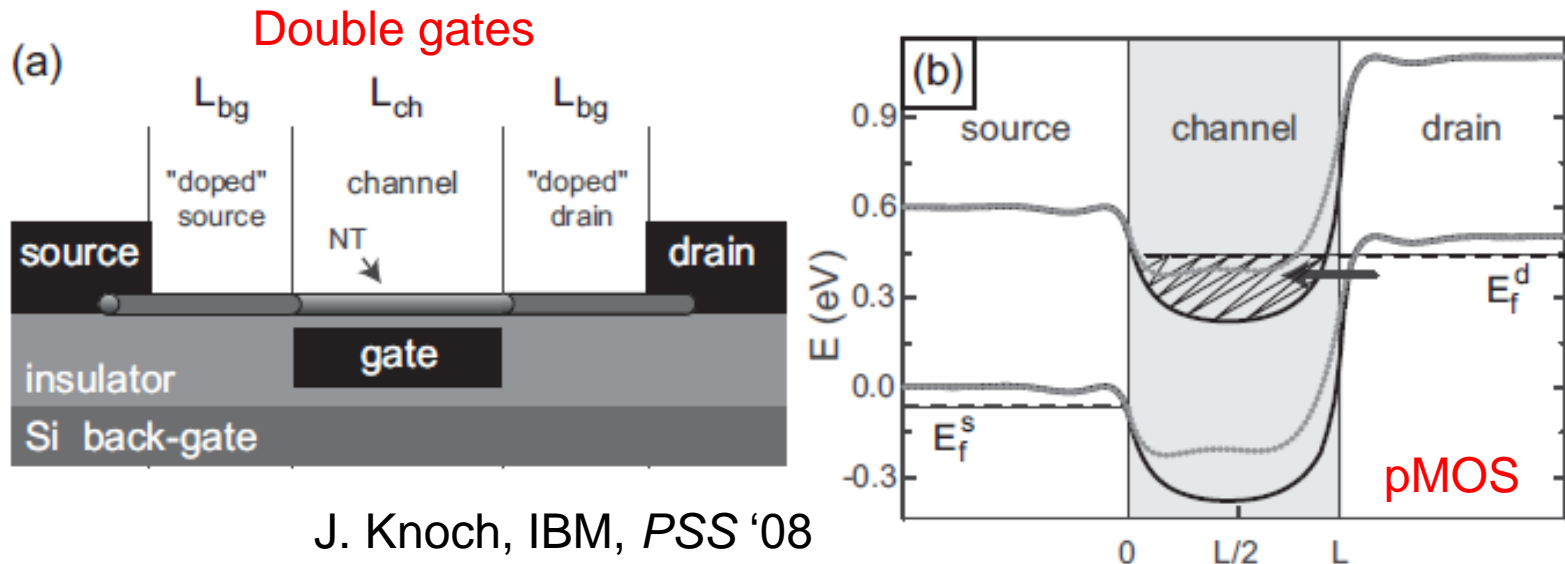 Double gates
(a)
L_bg L_ch L_bg
"doped" source
channel
"doped" drain
NT
source
drain
gate
insulator
Si back-gate
J. Knoch, IBM, PSS ‘08
(b)
source channel drain
E (eV)
0.9
0.6
0.3
0.0
-0.3
E_f^d
E_f^s
pMOS
0 L/2 L